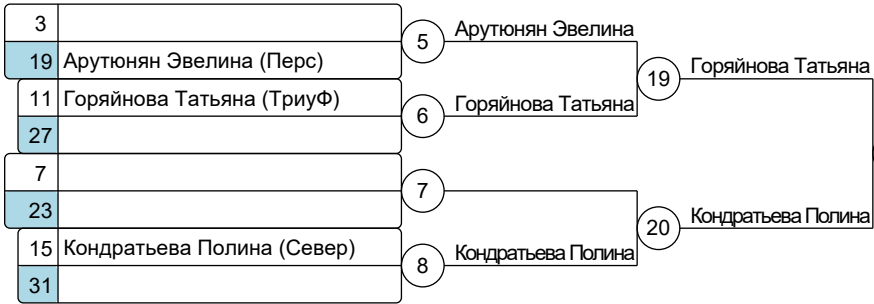 3
19 Арутюнян Эвелина (Перс)
11 Горяйнова Татьяна (ТриуФ)
27
7
23
15 Кондратьева Полина (Север)
31
5
Арутюнян Эвелина
6
Горяйнова Татьяна
7
8
Кондратьева Полина
19
Горяйнова Татьяна
20
Кондратьева Полина